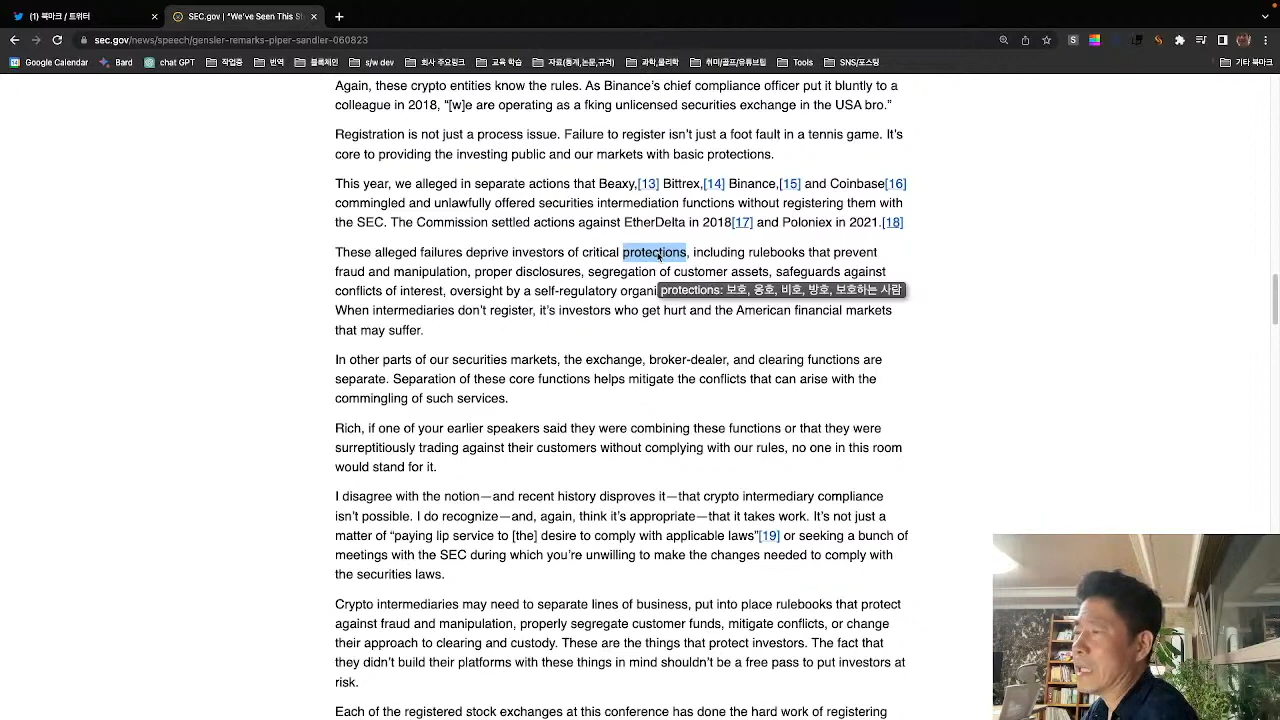 (1) 북마크 / 트위터
SEC.gov | "We've Seen This St
sec.gov/news/speech/gensler-remarks-piper-sandler-060823
Google Calendar
Bard
chat GPT
작업중
번역
s/w dev
블록체인
회사 주요포크
교육
포크
자료(통계,논문,규격)
과학,물리학
취미/골프/유튜브/음악
Tools
SNS/포스팅
기타 북마크
Again, these crypto entities know the rules. As Binance's chief compliance officer put it bluntly to a
colleague in 2018, "[w]e are operating as a fking unlicensed securities exchange in the USA bro."
Registration is not just a process issue. Failure to register isn't just a foot fault in a tennis game. It's
core to providing the investing public and our markets with basic protections.
This year, we alleged in separate actions that Beaxy,[13] Bittrex,[14] Binance,[15] and Coinbase[16]
commingled and unlawfully offered securities intermediation functions without registering them with
the SEC. The Commission settled actions against EtherDelta in 2018[17] and Poloniex in 2021.[18]
These alleged failures deprive investors of critical protections, including rulebooks that prevent
fraud and manipulation, proper disclosures, segregation of customer assets, safeguards against
conflicts of interest, oversight by a self-regulatory organi
protections: 보호, 옹호, 비호, 방호, 보호하는 사람
When intermediaries don't register, it's investors who get hurt and the American financial markets
that may suffer.
In other parts of our securities markets, the exchange, broker-dealer, and clearing functions are
separate. Separation of these core functions helps mitigate the conflicts that can arise with the
commingling of such services.
Rich, if one of your earlier speakers said they were combining these functions or that they were
surreptitiously trading against their customers without complying with our rules, no one in this room
would stand for it.
I disagree with the notion—and recent history disproves it—that crypto intermediary compliance
isn't possible. I do recognize—and, again, think it's appropriate—that it takes work. It's not just a
matter of "paying lip service to [the] desire to comply with applicable laws"[19] or seeking a bunch of
meetings with the SEC during which you're unwilling to make the changes needed to comply with
the securities laws.
Crypto intermediaries may need to separate lines of business, put into place rulebooks that protect
against fraud and manipulation, properly segregate customer funds, mitigate conflicts, or change
their approach to clearing and custody. These are the things that protect investors. The fact that
they didn't build their platforms with these things in mind shouldn't be a free pass to put investors at
risk.
Each of the registered stock exchanges at this conference has done the hard work of registering